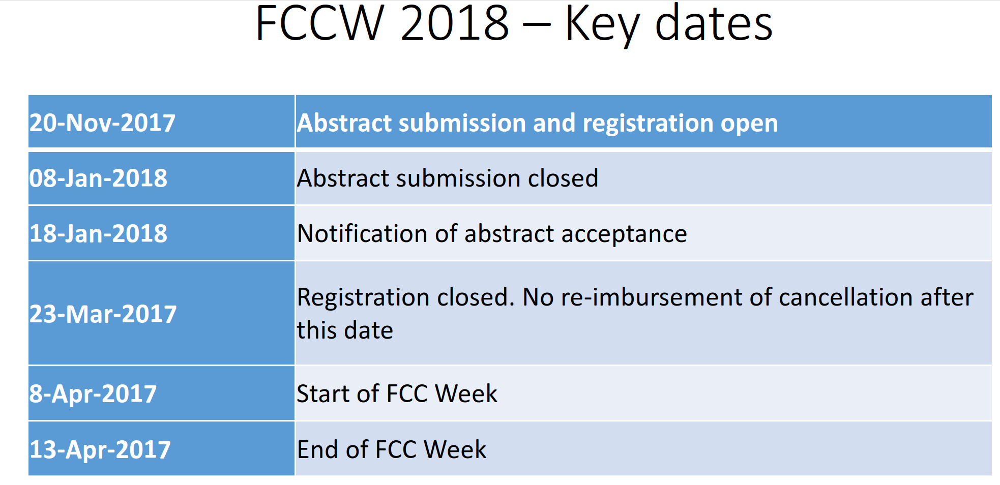 FCCW 2018 – Key dates
20-Nov-2017 Abstract submission and registration open
08-Jan-2018 Abstract submission closed
18-Jan-2018 Notification of abstract acceptance
23-Mar-2017 Registration closed. No re-imbursement of cancellation after
this date
8-Apr-2017 Start of FCC Week
13-Apr-2017 End of FCC Week